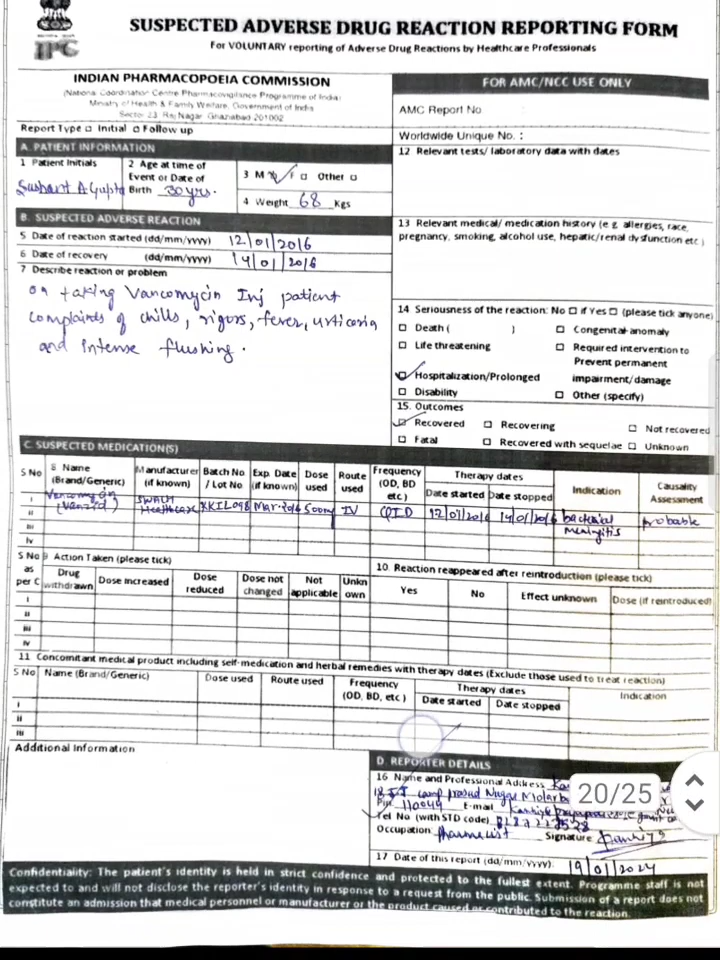 SUSPECTED ADVERSE DRUG REACTION REPORTING FORM
For VOLUNTARY reporting of Adverse Drug Reactions by Healthcare Professionals
IPC
INDIAN PHARMACOPOEIA COMMISSION
(National Coordination Centre Pharmacovigilance Programme of India)
Ministry of Health & Family Welfare, Government of India
Sector 23 Raj Nagar Ghaziabad 201002
Report Type □ Initial □ Follow up
FOR AMC/NCC USE ONLY
AMC Report No
Worldwide Unique No. :
A. PATIENT INFORMATION
1 Patient Initials
Sushant A Gupta
2 Age at time of Event or Date of Birth 30 yrs.
3 M □ F □ Other □
4 Weight 68 Kgs
12 Relevant tests/ laboratory data with dates
B. SUSPECTED ADVERSE REACTION
5 Date of reaction started (dd/mm/yyyy) 12/01/2016
6 Date of recovery (dd/mm/yyyy) 14/01/2016
7 Describe reaction or problem
on taking Vancomycin Inj patient
complaints of chills, rigors, fever, urticaria
and intense flushing.
13 Relevant medical/ medication history (e.g. allergies, race,
pregnancy, smoking, alcohol use, hepatic/renal dysfunction etc)
14 Seriousness of the reaction: No □ if Yes □ (please tick anyone)
□ Death ( ) □ Congenital-anomaly
□ Life threatening □ Required intervention to
Prevent permanent
impairment/damage
☑ Hospitalization/Prolonged
□ Disability □ Other (specify)
15. Outcomes
☑ Recovered □ Recovering □ Not recovered
□ Fatal □ Recovered with sequelae □ Unknown
C. SUSPECTED MEDICATION(S)
S No 8 Name (Brand/Generic) Manufacturer (if known) Batch No / Lot No Exp. Date (if known) Dose used Route used Frequency (OD, BD etc) Therapy dates Date started Date stopped Indication Causality Assessment
i Vancomycin
ii IV QID 12/01/2016 14/01/2016 bacterial probable
iii
iv
S No as per C 9 Action Taken (please tick)
Drug withdrawn Dose increased Dose reduced Dose not changed Not applicable Unkn own
10. Reaction reappeared after reintroduction (please tick)
Yes No Effect unknown Dose (if reintroduced)
i
ii
iii
iv
11 Concomitant medical product including self-medication and herbal remedies with therapy dates (Exclude those used to treat reaction)
S No Name (Brand/Generic) Dose used Route used Frequency (OD, BD, etc) Therapy dates Date started Date stopped Indication
i
ii
iii
Additional Information
D. REPORTER DETAILS
16 Name and Professional Address
Pin 110044 E-mail
Tel No (with STD code)
Occupation: Pharmacist Signature
17 Date of this report (dd/mm/yyyy): 19/01/2024
20/25
Confidentiality: The patient's identity is held in strict confidence and protected to the fullest extent. Programme staff is not
expected to and will not disclose the reporter's identity in response to a request from the public. Submission of a report does not
constitute an admission that medical personnel or manufacturer or the product caused or contributed to the reaction.